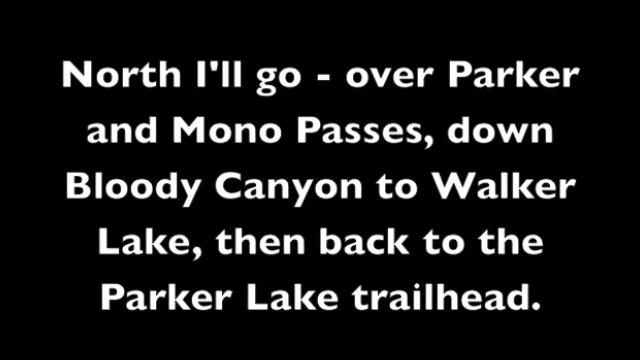 North I'll go - over Parker
and Mono Passes, down
Bloody Canyon to Walker
Lake, then back to the
Parker Lake trailhead.